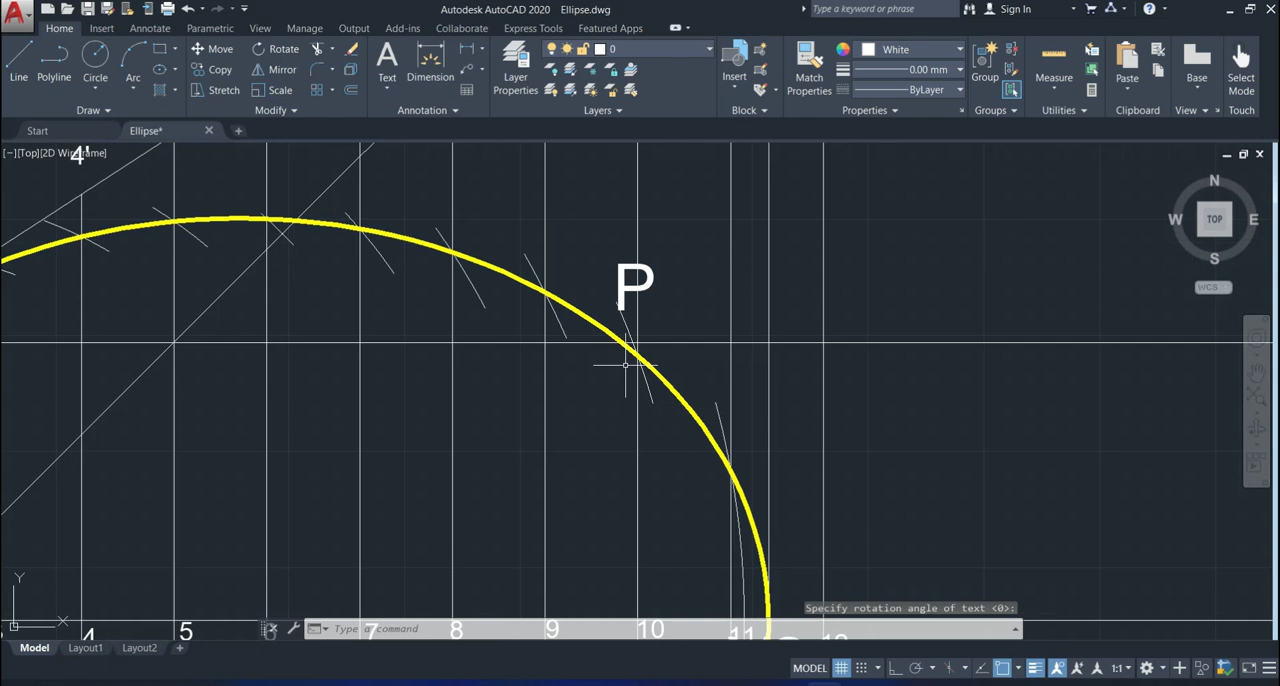 Autodesk AutoCAD 2020 Ellipse.dwg
Type a keyword or phrase
Sign In
Home Insert Annotate Parametric View Manage Output Add-ins Collaborate Express Tools Featured Apps
Line Polyline Circle Arc
Move Rotate
Copy Mirror
Stretch Scale
Text Dimension
Layer Properties
0
Insert
Match Properties
White
0.00 mm
ByLayer
Group
Measure
Paste
Base
Select Mode
Draw Modify Annotation Layers Block Properties Groups Utilities Clipboard View Touch
Start Ellipse*
[−][Top][2D Wireframe]
4'
N
W TOP E
S
WCS
P
Y
X
Specify rotation angle of text <0>:
4 5 7 8 9 10 11
Type a command
Model Layout1 Layout2
MODEL 1:1